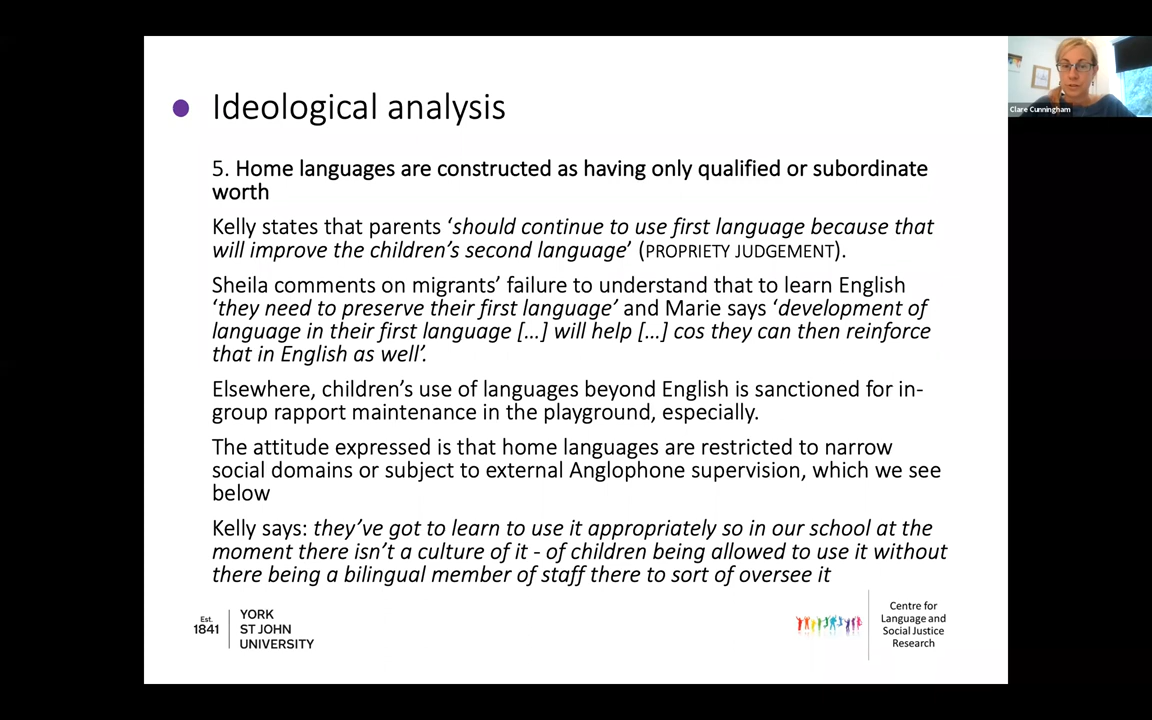 Ideological analysis
5. Home languages are constructed as having only qualified or subordinate
worth
Kelly states that parents ‘should continue to use first language because that
will improve the children’s second language’ (PROPRIETY JUDGEMENT).
Sheila comments on migrants’ failure to understand that to learn English
‘they need to preserve their first language’ and Marie says ‘development of
language in their first language […] will help […] cos they can then reinforce
that in English as well’.
Elsewhere, children’s use of languages beyond English is sanctioned for in-
group rapport maintenance in the playground, especially.
The attitude expressed is that home languages are restricted to narrow
social domains or subject to external Anglophone supervision, which we see
below
Kelly says: they’ve got to learn to use it appropriately so in our school at the
moment there isn’t a culture of it - of children being allowed to use it without
there being a bilingual member of staff there to sort of oversee it
Est.
1841
YORK
ST JOHN
UNIVERSITY
Centre for
Language and
Social Justice
Research
Clare Cunningham